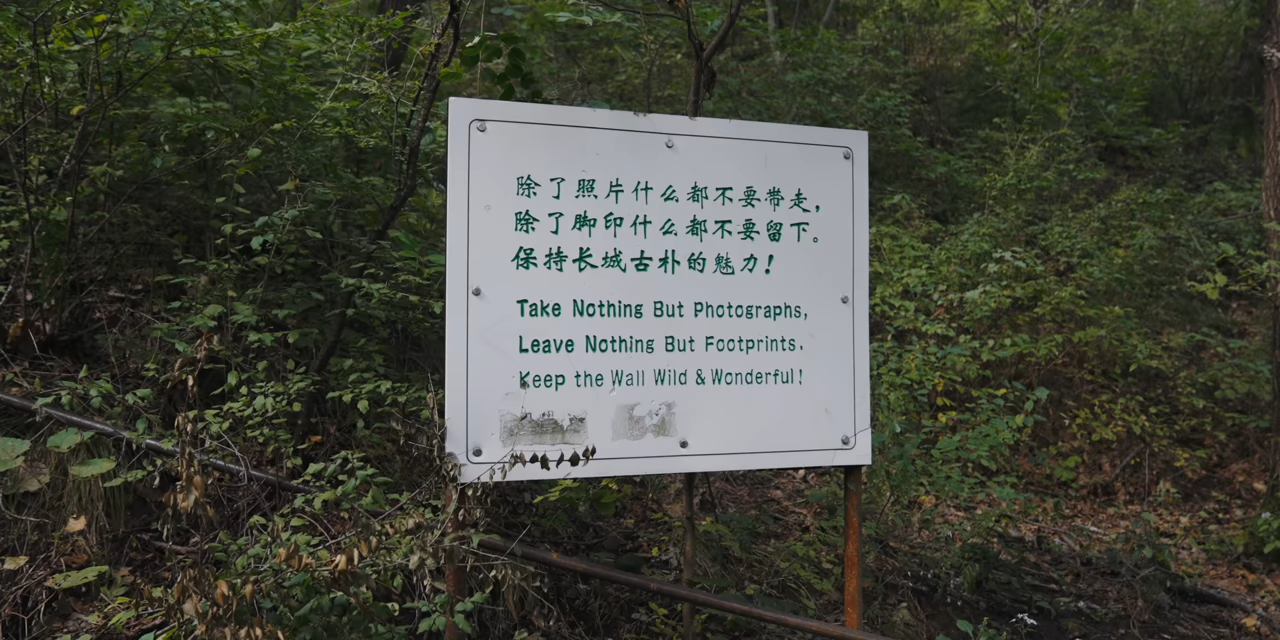 除了照片什么都不要带走，
除了脚印什么都不要留下。
保持长城古朴的魅力！
Take Nothing But Photographs,
Leave Nothing But Footprints.
Keep the Wall Wild & Wonderful!